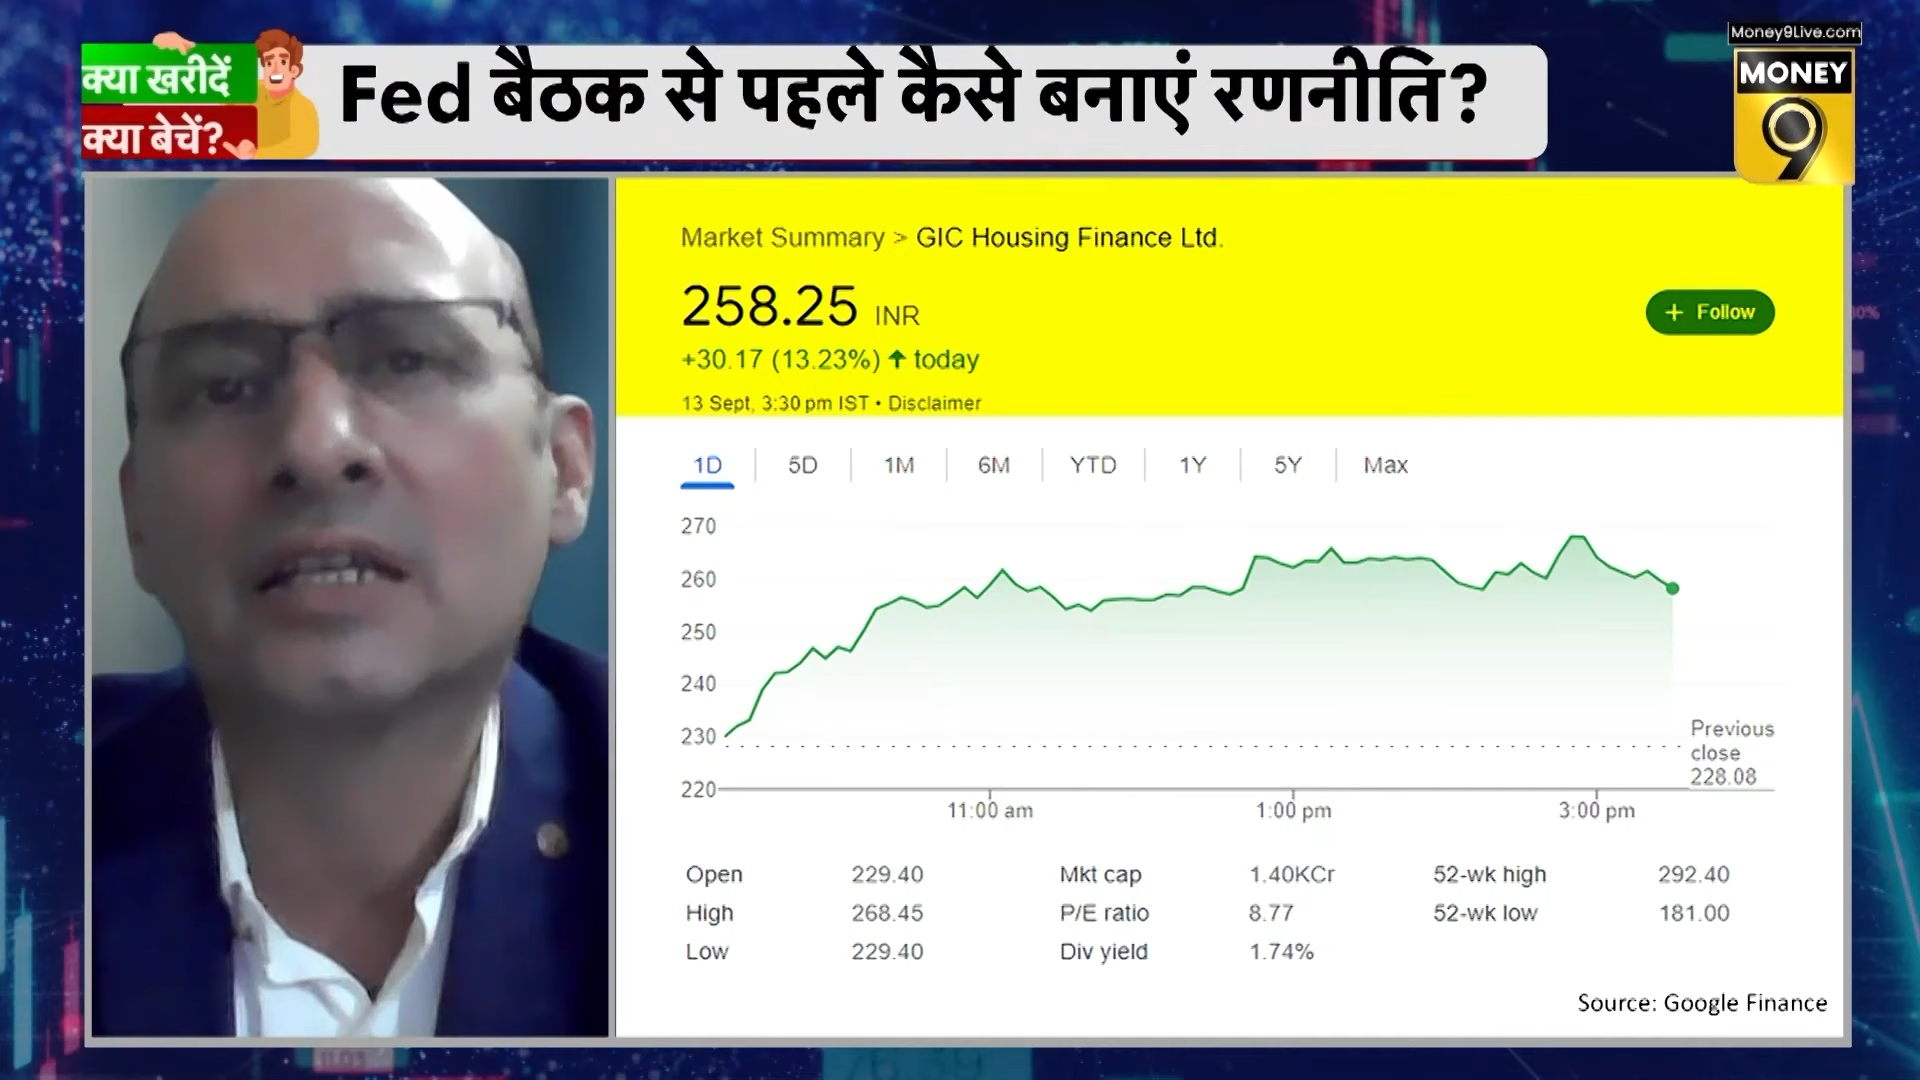 Money9Live.com
MONEY
9
क्या खरीदें
क्या बेचें?
Fed बैठक से पहले कैसे बनाएं रणनीति?
Market Summary > GIC Housing Finance Ltd.
258.25 INR
+ Follow
+30.17 (13.23%) ↑ today
13 Sept, 3:30 pm IST • Disclaimer
1D 5D 1M 6M YTD 1Y 5Y Max
270
260
250
240
230
220
Previous
close
228.08
11:00 am 1:00 pm 3:00 pm
Open 229.40 Mkt cap 1.40KCr 52-wk high 292.40
High 268.45 P/E ratio 8.77 52-wk low 181.00
Low 229.40 Div yield 1.74%
Source: Google Finance